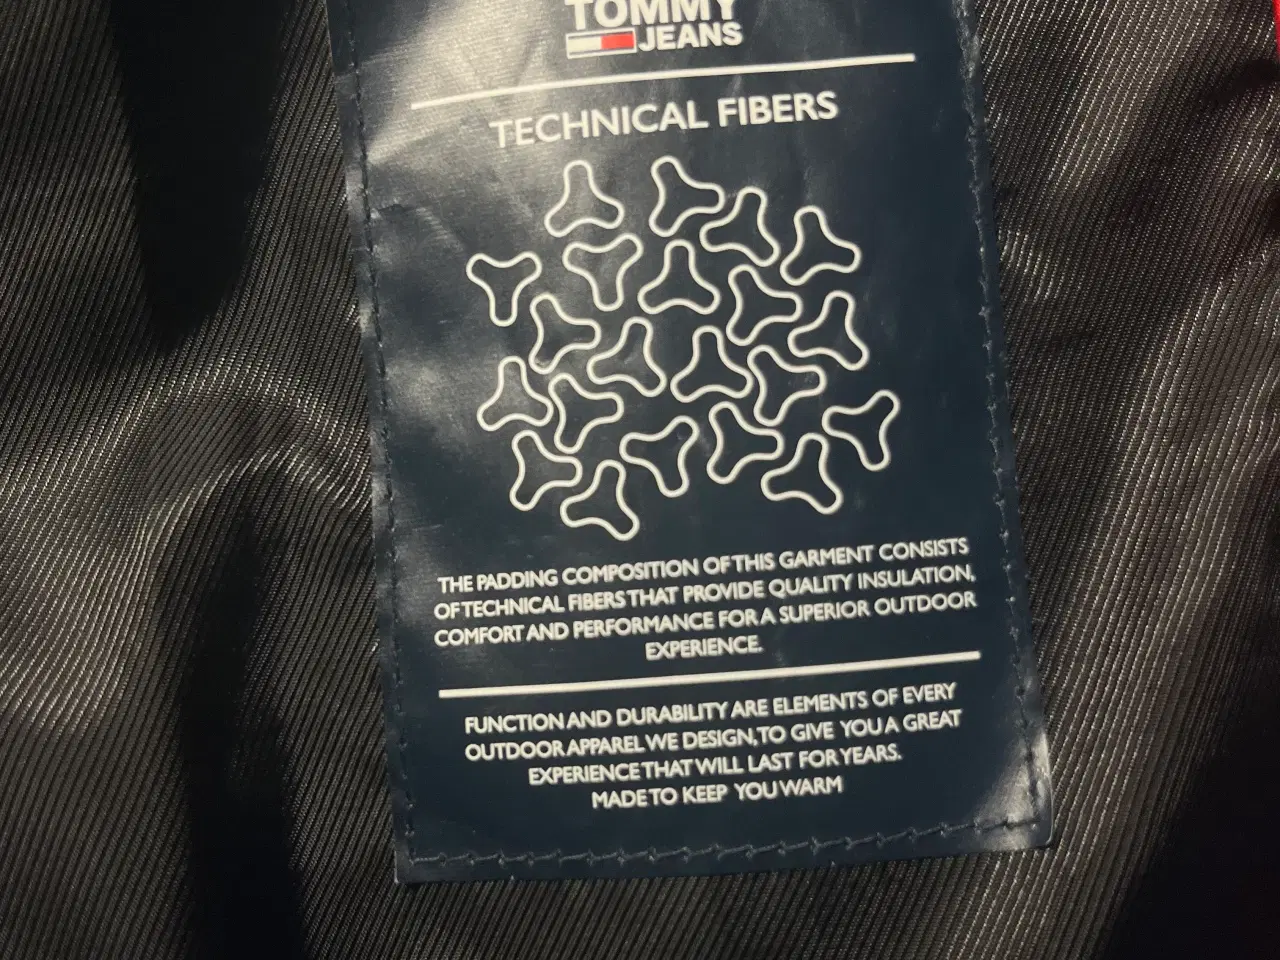 TOMMY
JEANS
TECHNICAL FIBERS
THE PADDING COMPOSITION OF THIS GARMENT CONSISTS
OF TECHNICAL FIBERS THAT PROVIDE QUALITY INSULATION,
COMFORT AND PERFORMANCE FOR A SUPERIOR OUTDOOR
EXPERIENCE.
FUNCTION AND DURABILITY ARE ELEMENTS OF EVERY
OUTDOOR APPAREL WE DESIGN, TO GIVE YOU A GREAT
EXPERIENCE THAT WILL LAST FOR YEARS.
MADE TO KEEP YOU WARM